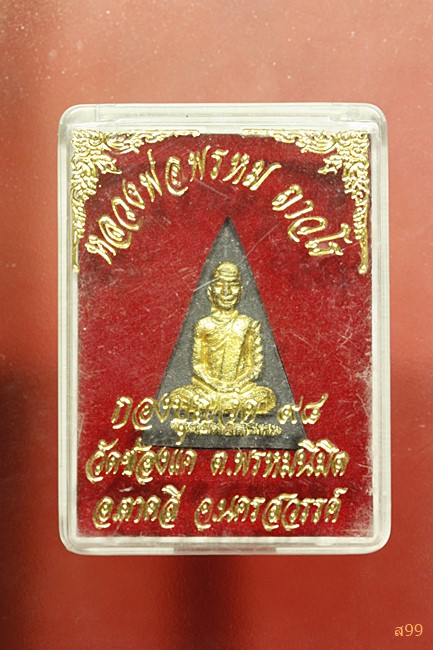 หลวงพ่อพรหม ถาวโร
๙๘
วัดช่องแค ต.พรหมนิมิต
อ.ตาคลี จ.นครสวรรค์
ส99